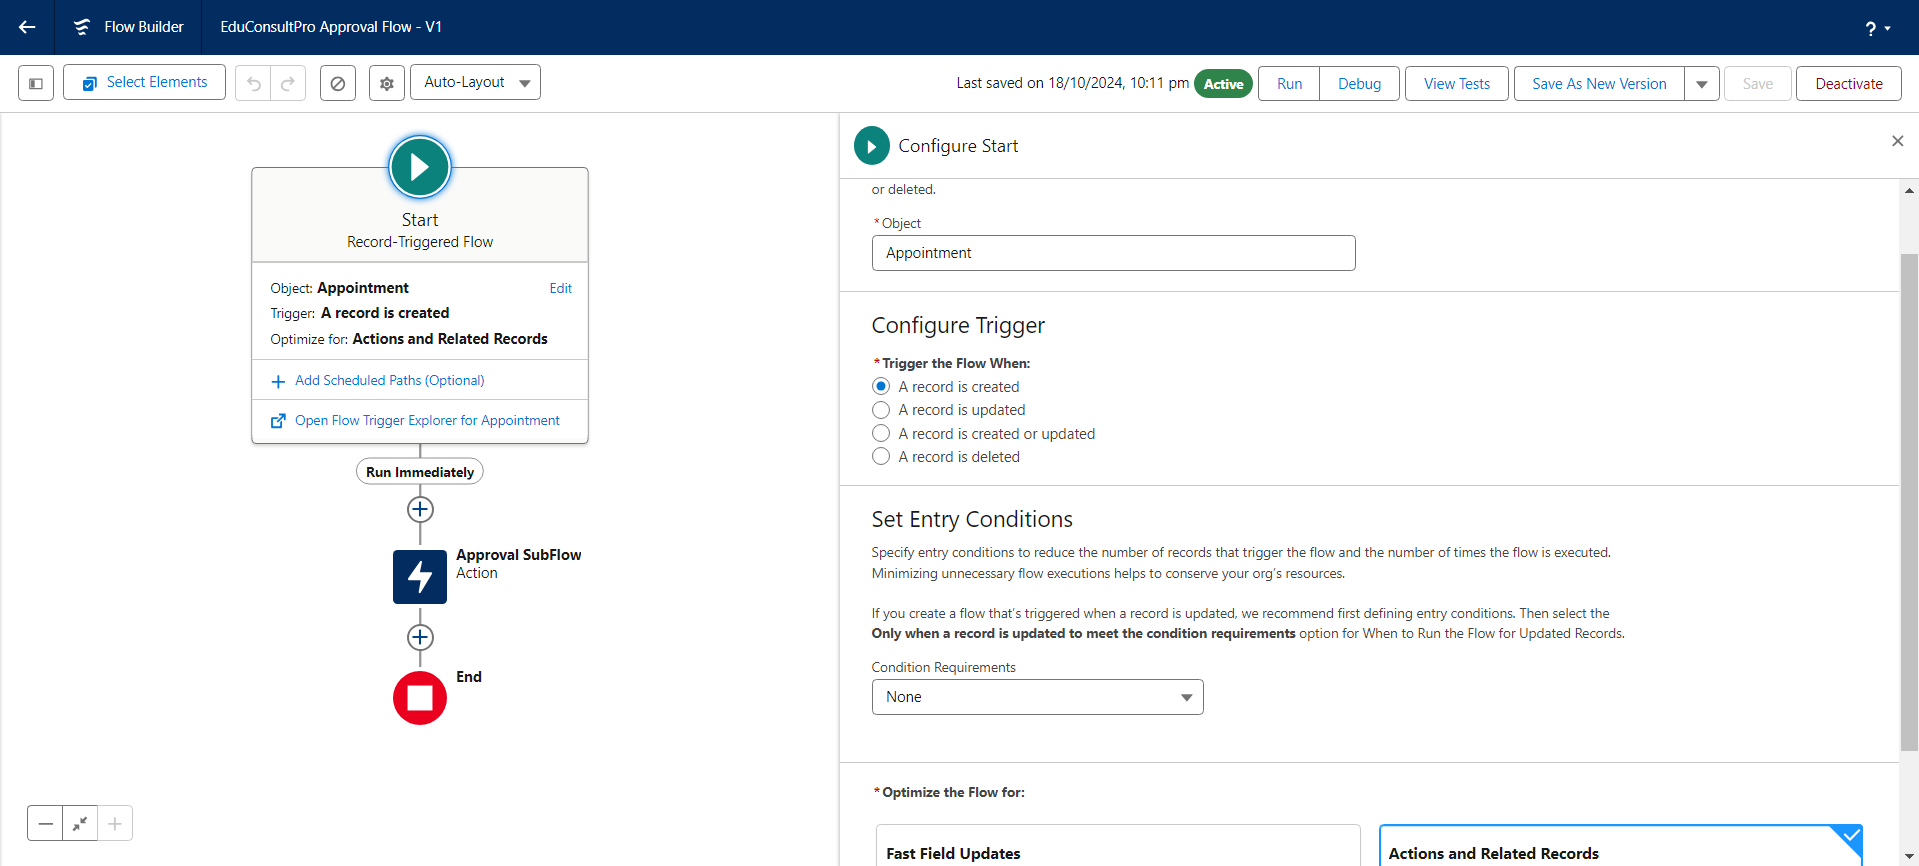 Flow Builder
EduConsultPro Approval Flow - V1
?
Select Elements
Auto-Layout
Last saved on 18/10/2024, 10:11 pm
Active
Run
Debug
View Tests
Save As New Version
Save
Deactivate
Start
Record-Triggered Flow
Object: Appointment
Edit
Trigger: A record is created
Optimize for: Actions and Related Records
Add Scheduled Paths (Optional)
Open Flow Trigger Explorer for Appointment
Run Immediately
Approval SubFlow
Action
End
Configure Start
or deleted.
* Object
Appointment
Configure Trigger
* Trigger the Flow When:
A record is created
A record is updated
A record is created or updated
A record is deleted
Set Entry Conditions
Specify entry conditions to reduce the number of records that trigger the flow and the number of times the flow is executed.
Minimizing unnecessary flow executions helps to conserve your org's resources.
If you create a flow that's triggered when a record is updated, we recommend first defining entry conditions. Then select the
Only when a record is updated to meet the condition requirements option for When to Run the Flow for Updated Records.
Condition Requirements
None
* Optimize the Flow for:
Fast Field Updates
Actions and Related Records